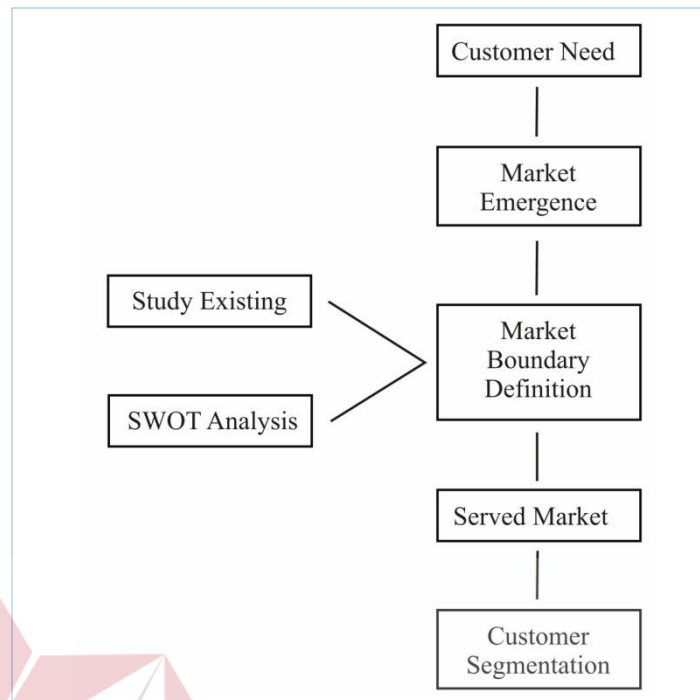 Customer Need
Market
Emergence
Study Existing
Market
Boundary
Definition
SWOT Analysis
Served Market
Customer
Segmentation